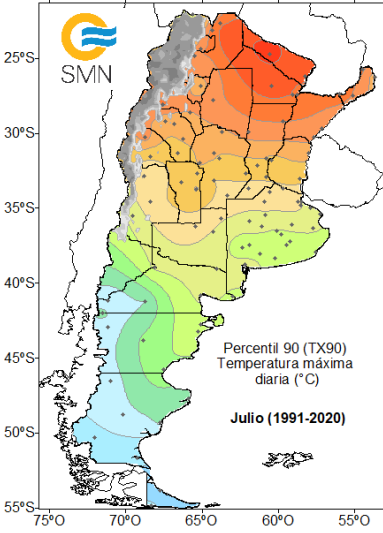 SMN
25°S
30°S
35°S
40°S
45°S
50°S
55°S
75°O
70°O
65°O
60°O
55°O
Percentil 90 (TX90)
Temperatura máxima
diaria (°C)
Julio (1991-2020)